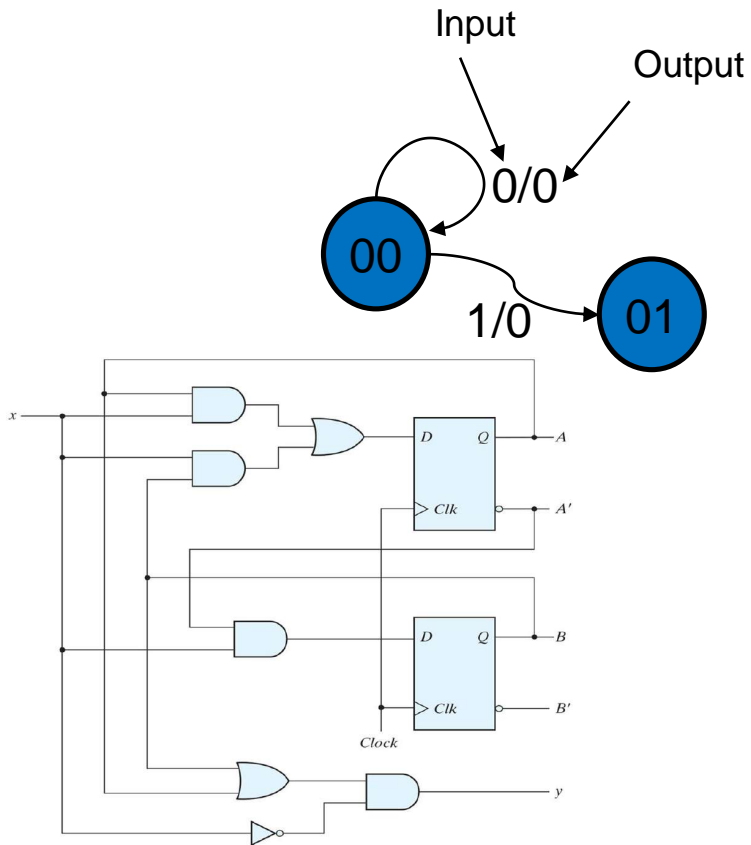 Input
Output
0/0
00
1/0
01
x
D Q A
Clk A'
D Q B
Clk B'
Clock
y